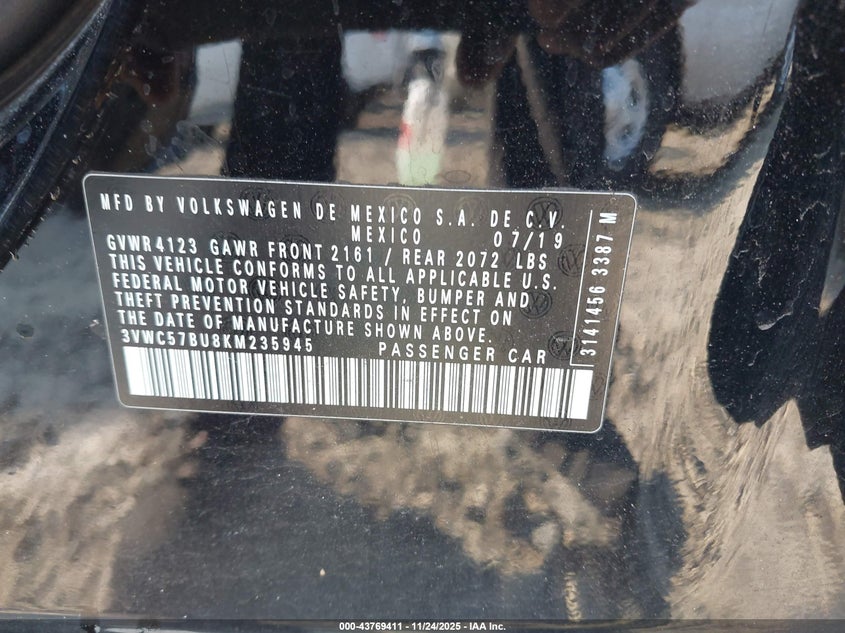 MFD BY VOLKSWAGEN DE MEXICO S.A. DE C.V.
MEXICO 07/19
GVWR 4123 GAWR FRONT 2161 / REAR 2072 LBS
THIS VEHICLE CONFORMS TO ALL APPLICABLE U.S.
FEDERAL MOTOR VEHICLE SAFETY, BUMPER AND
THEFT PREVENTION STANDARDS IN EFFECT ON
THE DATE OF MANUFACTURE SHOWN ABOVE.
3VWC57BU8KM235945 PASSENGER CAR
3141456 3387 M
000-43769411 - 11/24/2025 - IAA Inc.